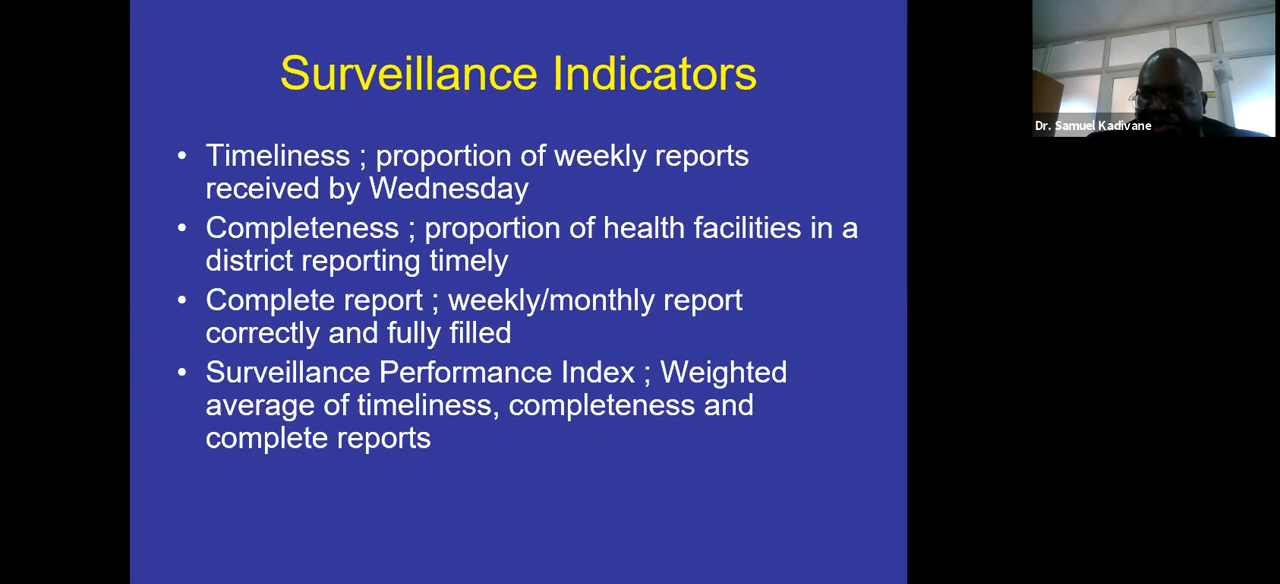 Surveillance Indicators
• Timeliness ; proportion of weekly reports
received by Wednesday
• Completeness ; proportion of health facilities in a
district reporting timely
• Complete report ; weekly/monthly report
correctly and fully filled
• Surveillance Performance Index ; Weighted
average of timeliness, completeness and
complete reports
Dr. Samuel Kadivane